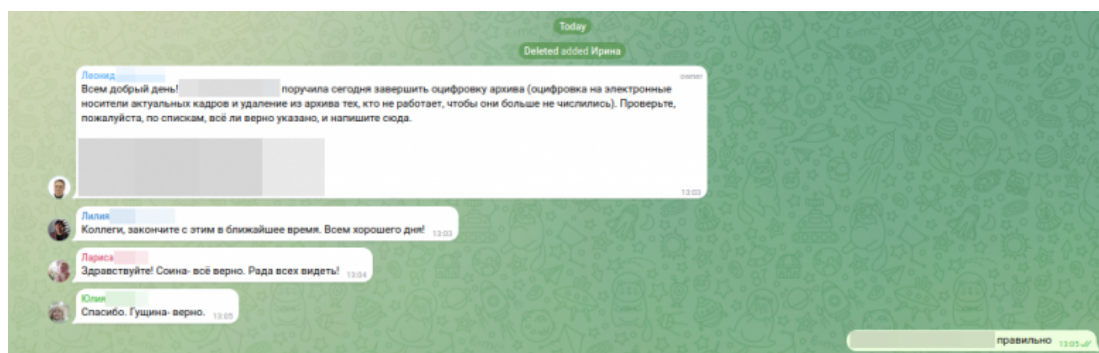 Today
Deleted added Ирина
Леонид owner
Всем добрый день! поручила сегодня завершить оцифровку архива (оцифровка на электронные
носители актуальных кадров и удаление из архива тех, кто не работает, чтобы они больше не числились). Проверьте,
пожалуйста, по спискам, всё ли верно указано, и напишите сюда.
13:03
Лилия
Коллеги, закончите с этим в ближайшее время. Всем хорошего дня! 13:03
Лариса
Здравствуйте! Соина- всё верно. Рада всех видеть! 13:04
Юлия
Спасибо. Гущина- верно. 13:05
правильно 13:05